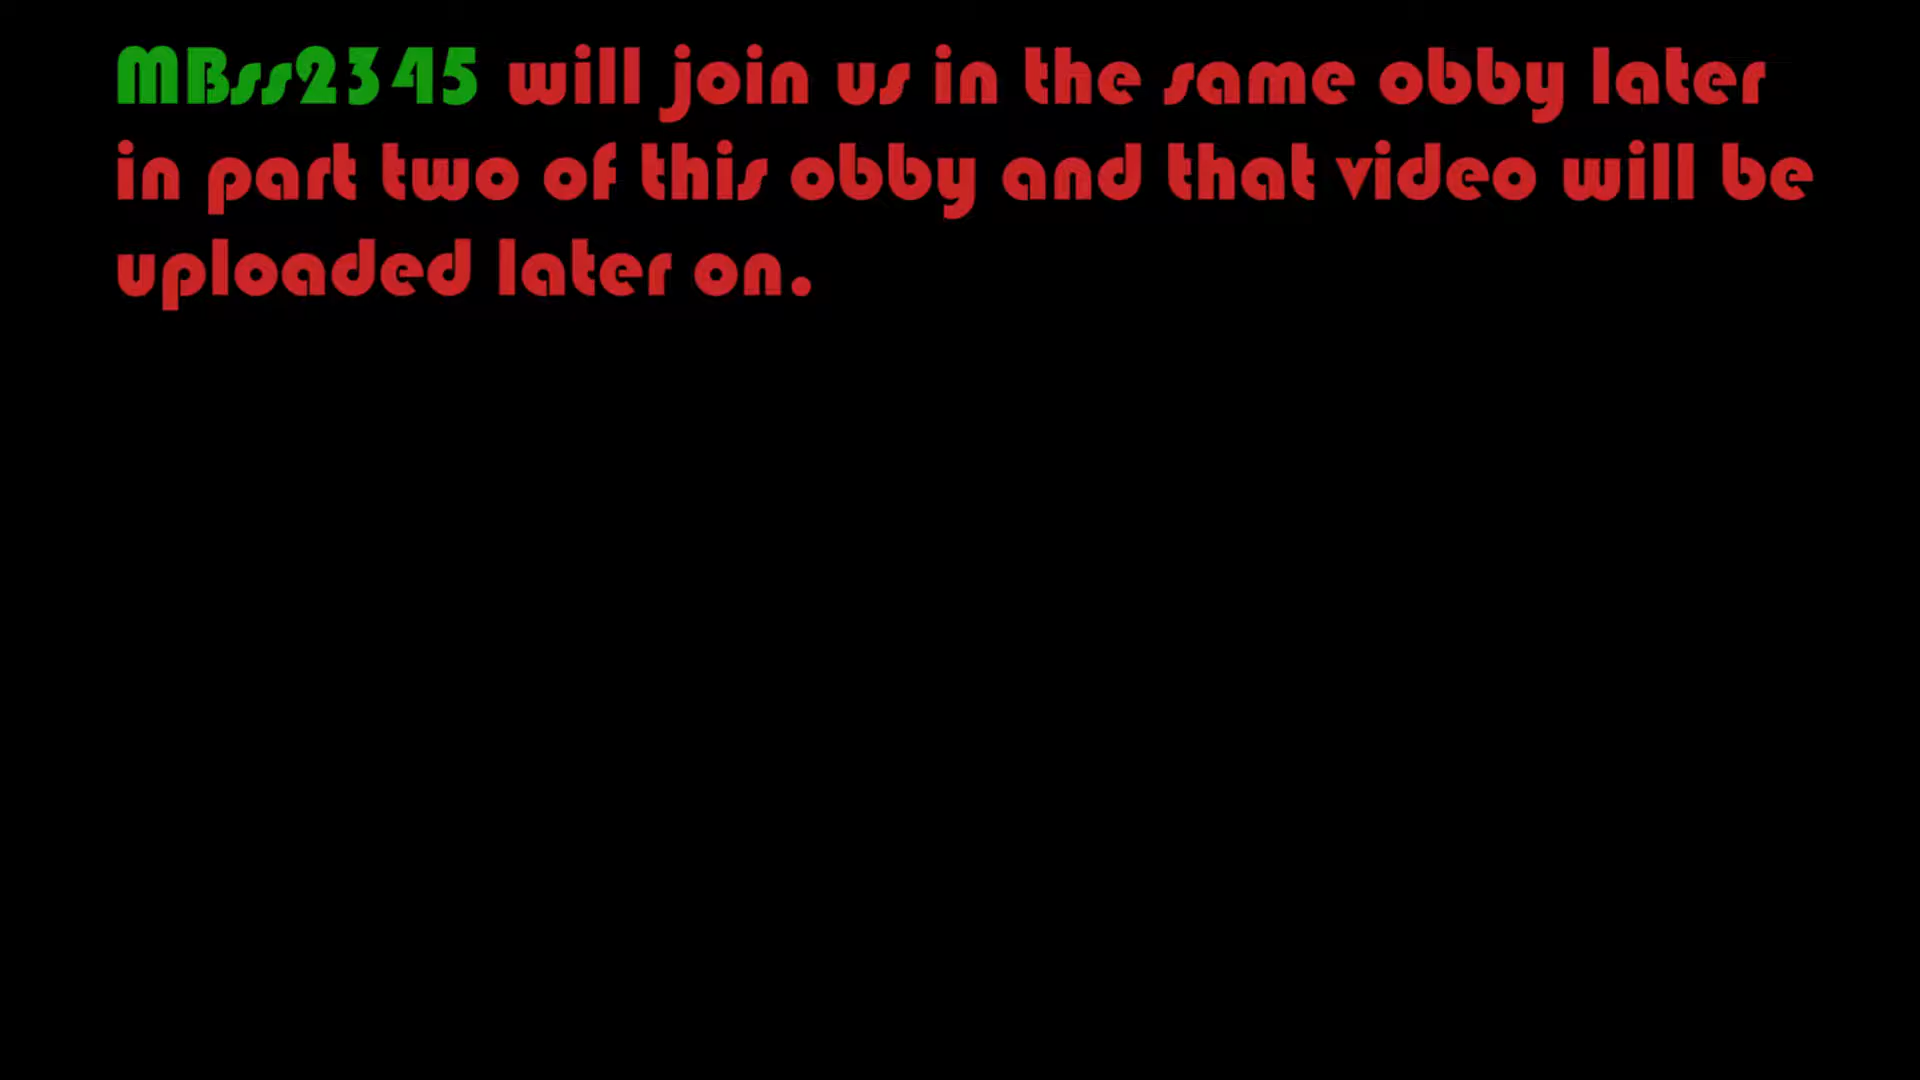 MBss2345 will join us in the same obby later
in part two of this obby and that video will be
uploaded later on.